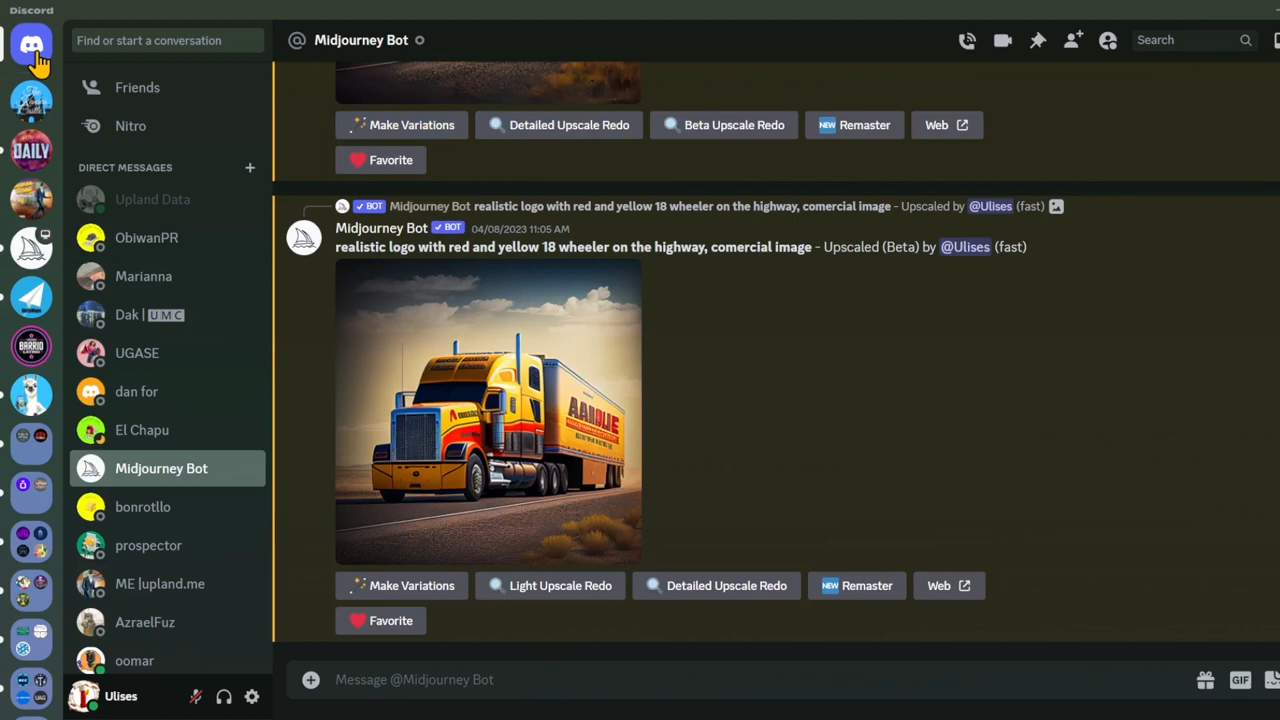 Discord
Find or start a conversation
Midjourney Bot
Search
Friends
Nitro
DIRECT MESSAGES
Upland Data
ObiwanPR
Marianna
Dak | UMC
UGASE
dan for
El Chapu
Midjourney Bot
bonrotllo
prospector
ME |upland.me
AzraelFuz
oomar
Ulises
DAILY
BARRIO
Make Variations
Detailed Upscale Redo
Beta Upscale Redo
NEW Remaster
Web
Favorite
BOT Midjourney Bot realistic logo with red and yellow 18 wheeler on the highway, comercial image - Upscaled by @Ulises (fast)
Midjourney Bot BOT 04/08/2023 11:05 AM
realistic logo with red and yellow 18 wheeler on the highway, comercial image - Upscaled (Beta) by @Ulises (fast)
Make Variations
Light Upscale Redo
Detailed Upscale Redo
NEW Remaster
Web
Favorite
Message @Midjourney Bot
GIF